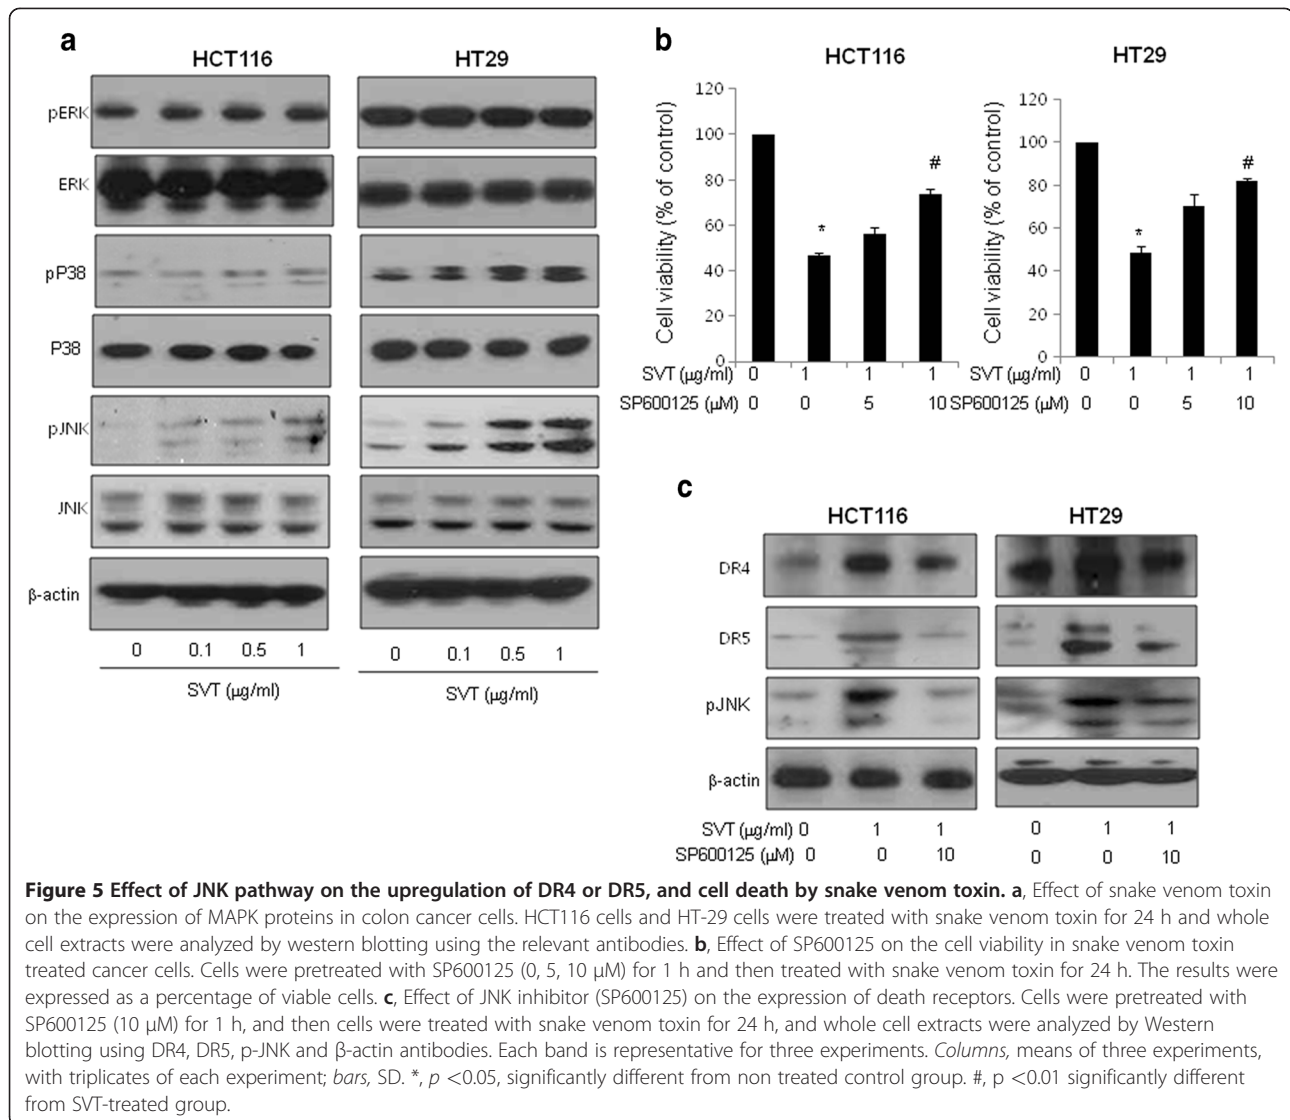 a
HCT116
HT29
pERK
ERK
pP38
P38
pJNK
JNK
β-actin
0 0.1 0.5 1
0 0.1 0.5 1
SVT (μg/ml)
SVT (μg/ml)
b
HCT116
HT29
Cell viability (% of control)
120
100
80
60
40
20
0
*
#
Cell viability (% of control)
120
100
80
60
40
20
0
*
#
SVT (μg/ml) 0 1 1 1
SP600125 (μM) 0 0 5 10
SVT (μg/ml) 0 1 1 1
SP600125 (μM) 0 0 5 10
c
HCT116
HT29
DR4
DR5
pJNK
β-actin
SVT (μg/ml) 0 1 1
0 1 1
SP600125 (μM) 0 0 10
0 0 10
Figure 5 Effect of JNK pathway on the upregulation of DR4 or DR5, and cell death by snake venom toxin. a, Effect of snake venom toxin
on the expression of MAPK proteins in colon cancer cells. HCT116 cells and HT-29 cells were treated with snake venom toxin for 24 h and whole
cell extracts were analyzed by western blotting using the relevant antibodies. b, Effect of SP600125 on the cell viability in snake venom toxin
treated cancer cells. Cells were pretreated with SP600125 (0, 5, 10 μM) for 1 h and then treated with snake venom toxin for 24 h. The results were
expressed as a percentage of viable cells. c, Effect of JNK inhibitor (SP600125) on the expression of death receptors. Cells were pretreated with
SP600125 (10 μM) for 1 h, and then cells were treated with snake venom toxin for 24 h, and whole cell extracts were analyzed by Western
blotting using DR4, DR5, p-JNK and β-actin antibodies. Each band is representative for three experiments. Columns, means of three experiments,
with triplicates of each experiment; bars, SD. *, p <0.05, significantly different from non treated control group. #, p <0.01 significantly different
from SVT-treated group.